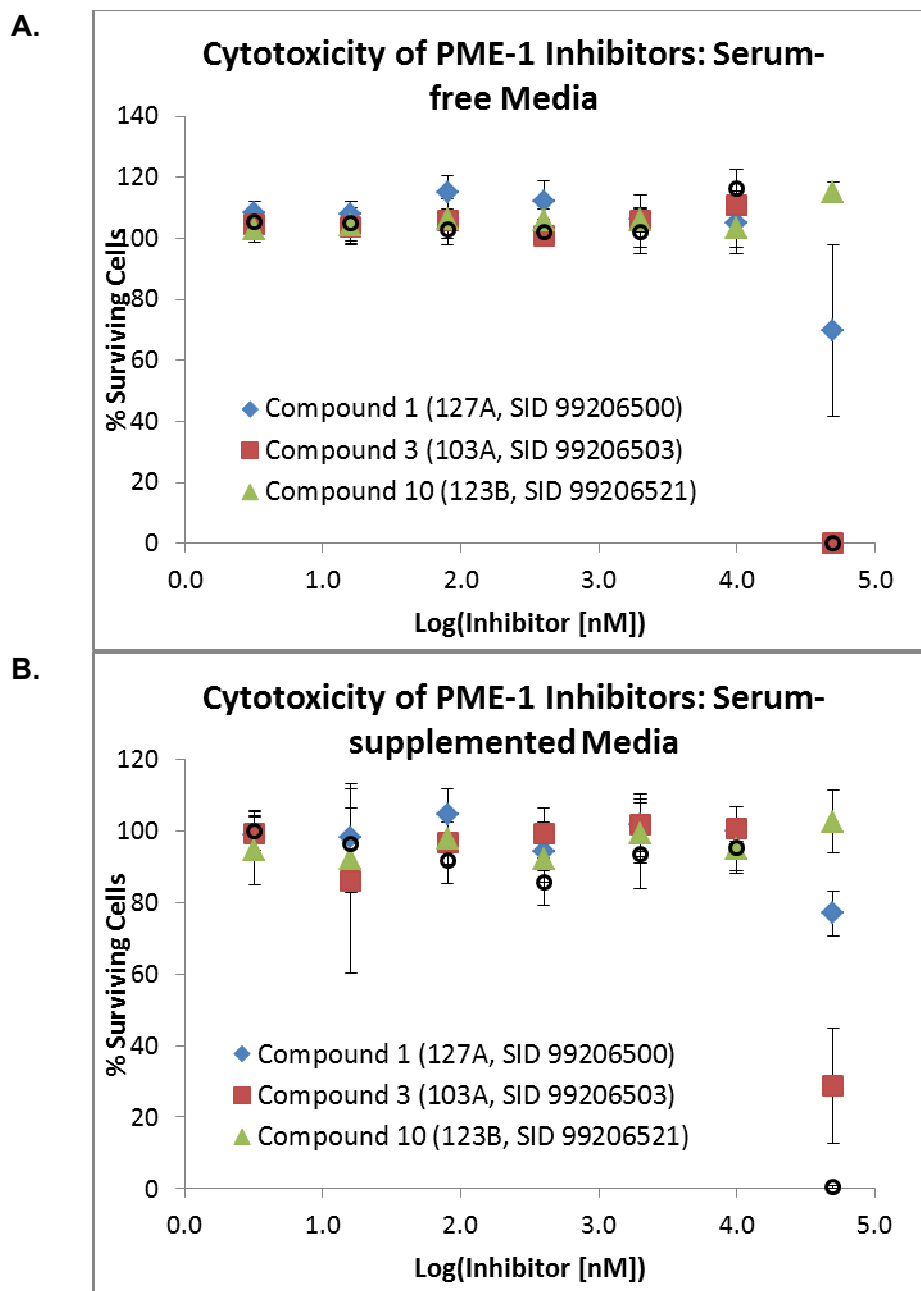 A.
Cytotoxicity of PME-1 Inhibitors: Serum-
free Media
140
120
100
80
60
40
20
0
% Surviving Cells
Compound 1 (127A, SID 99206500)
Compound 3 (103A, SID 99206503)
Compound 10 (123B, SID 99206521)
0.0 1.0 2.0 3.0 4.0 5.0
Log(Inhibitor [nM])
B.
Cytotoxicity of PME-1 Inhibitors: Serum-
supplemented Media
120
100
80
60
40
20
0
% Surviving Cells
Compound 1 (127A, SID 99206500)
Compound 3 (103A, SID 99206503)
Compound 10 (123B, SID 99206521)
0.0 1.0 2.0 3.0 4.0 5.0
Log(Inhibitor [nM])